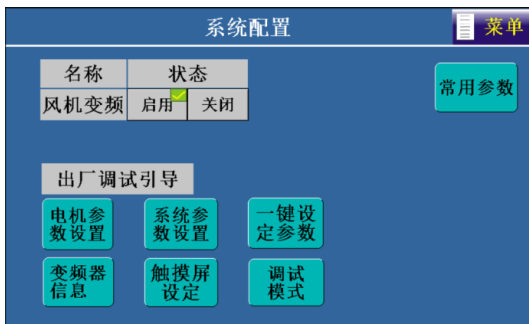 系统配置
菜单
名称 状态
风机变频 启用 关闭
常用参数
出厂调试引导
电机参
数设置
系统参
数设置
一键设
定参数
变频器
信息
触摸屏
设定
调试
模式